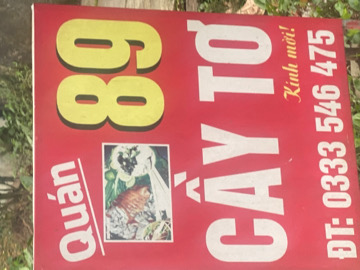 Quán 89
CẦY TƠ
Kính mời!
ĐT: 0333 546 475